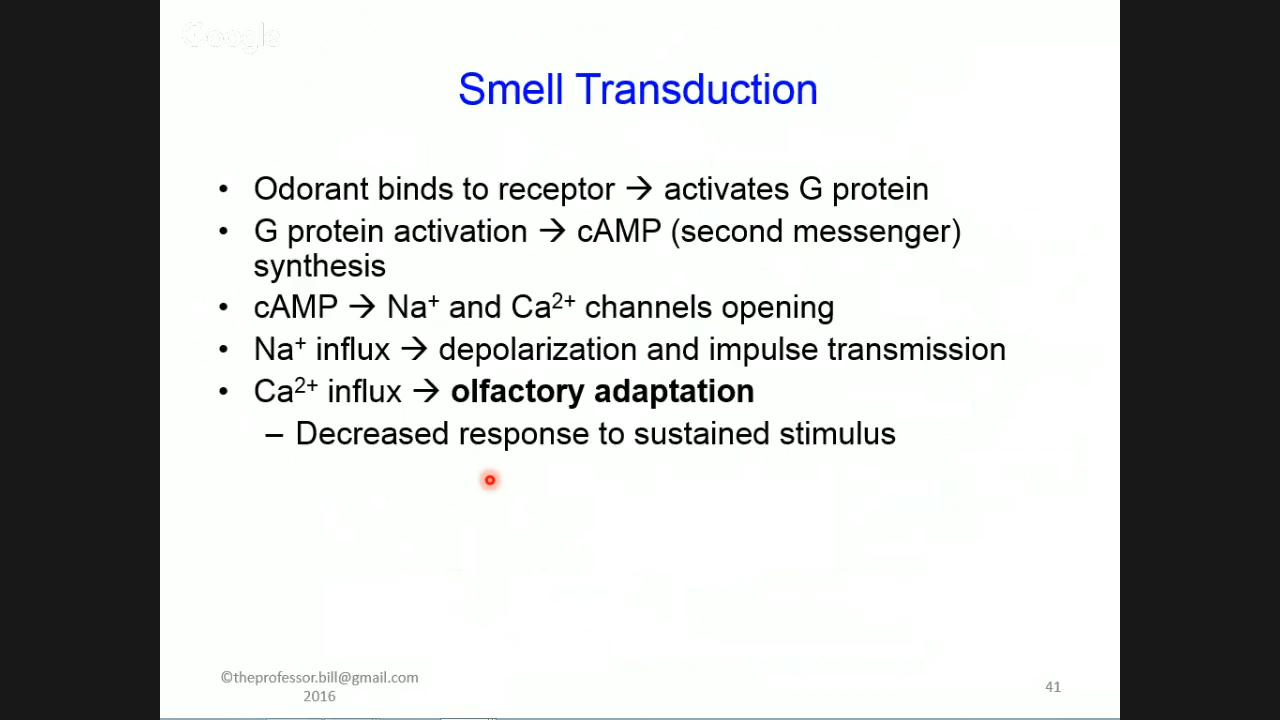 Google
Smell Transduction
• Odorant binds to receptor → activates G protein
• G protein activation → cAMP (second messenger)
synthesis
• cAMP → Na⁺ and Ca²⁺ channels opening
• Na⁺ influx → depolarization and impulse transmission
• Ca²⁺ influx → olfactory adaptation
– Decreased response to sustained stimulus
©theprofessor.bill@gmail.com
2016
41